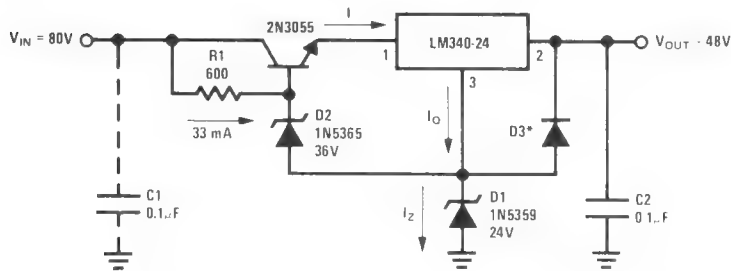 2N3055
I
V_IN = 80V
LM340-24
V_OUT - 48V
1
2
3
R1
600
33 mA
D2
1N5365
36V
I_Q
D3*
C1
0.1µF
I_Z
D1
1N5359
24V
C2
0.1µF